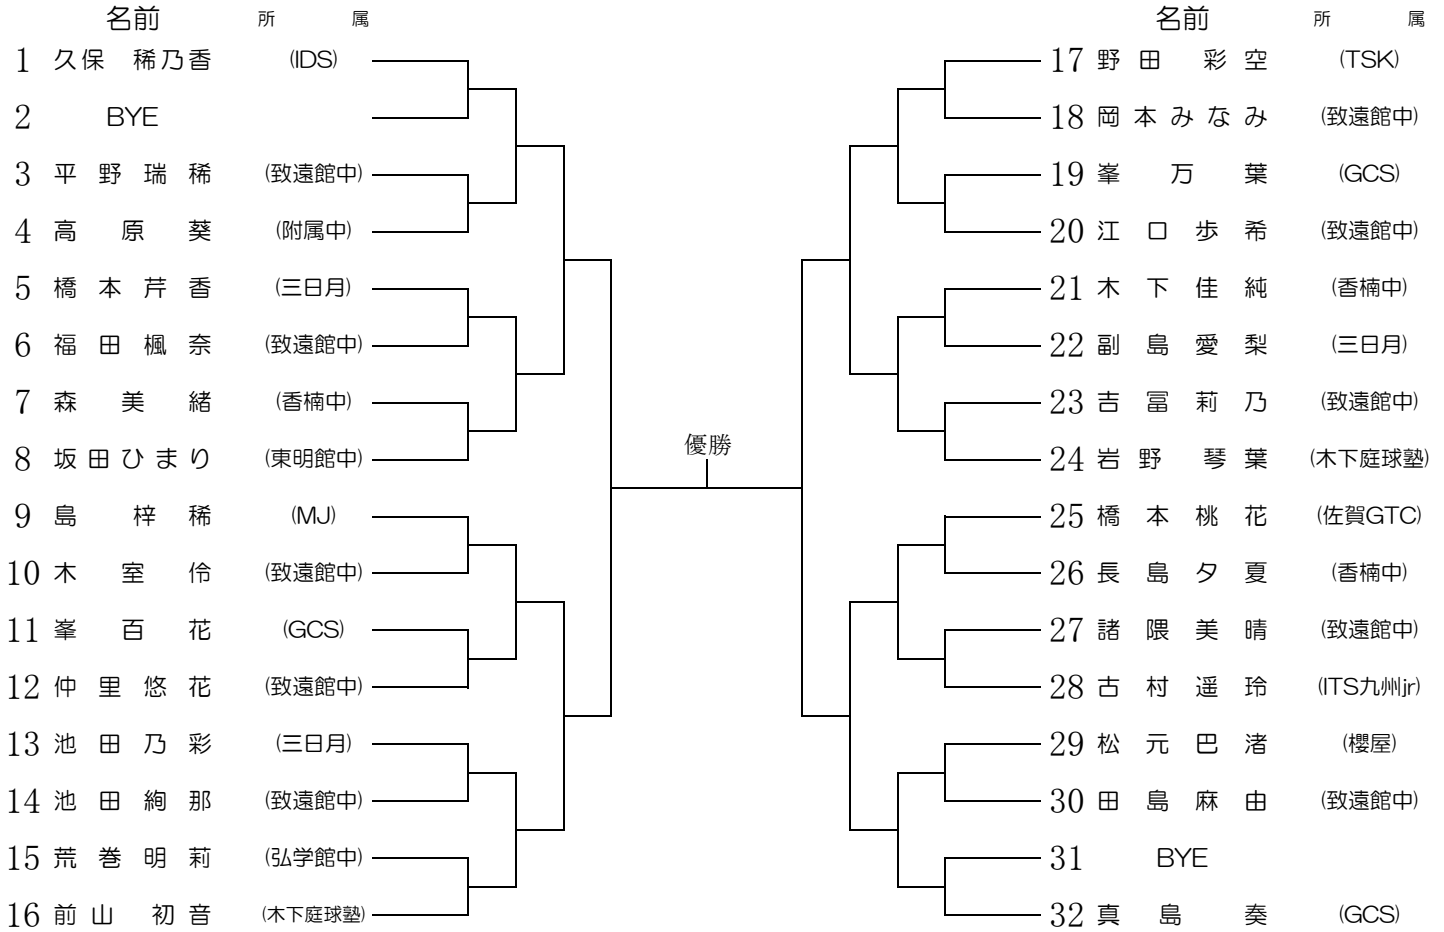 名前 所 属
1 久保 稀乃香 (IDS)
2 BYE
3 平野瑞稀 (致遠館中)
4 高原葵 (附属中)
5 橋本芹香 (三日月)
6 福田楓奈 (致遠館中)
7 森美緒 (香楠中)
8 坂田ひまり (東明館中)
9 島梓稀 (MJ)
10 木室伶 (致遠館中)
11 峯百花 (GCS)
12 仲里悠花 (致遠館中)
13 池田乃彩 (三日月)
14 池田絢那 (致遠館中)
15 荒巻明莉 (弘学館中)
16 前山 初音 (木下庭球塾)
優勝
名前 所 属
17 野田 彩空 (TSK)
18 岡本みなみ (致遠館中)
19 峯万葉 (GCS)
20 江口歩希 (致遠館中)
21 木下佳純 (香楠中)
22 副島愛梨 (三日月)
23 吉冨莉乃 (致遠館中)
24 岩野 琴葉 (木下庭球塾)
25 橋本桃花 (佐賀GTC)
26 長島夕夏 (香楠中)
27 諸隈美晴 (致遠館中)
28 古村遥玲 (ITS九州jr)
29 松元巴渚 (櫻屋)
30 田島麻由 (致遠館中)
31 BYE
32 真島奏 (GCS)